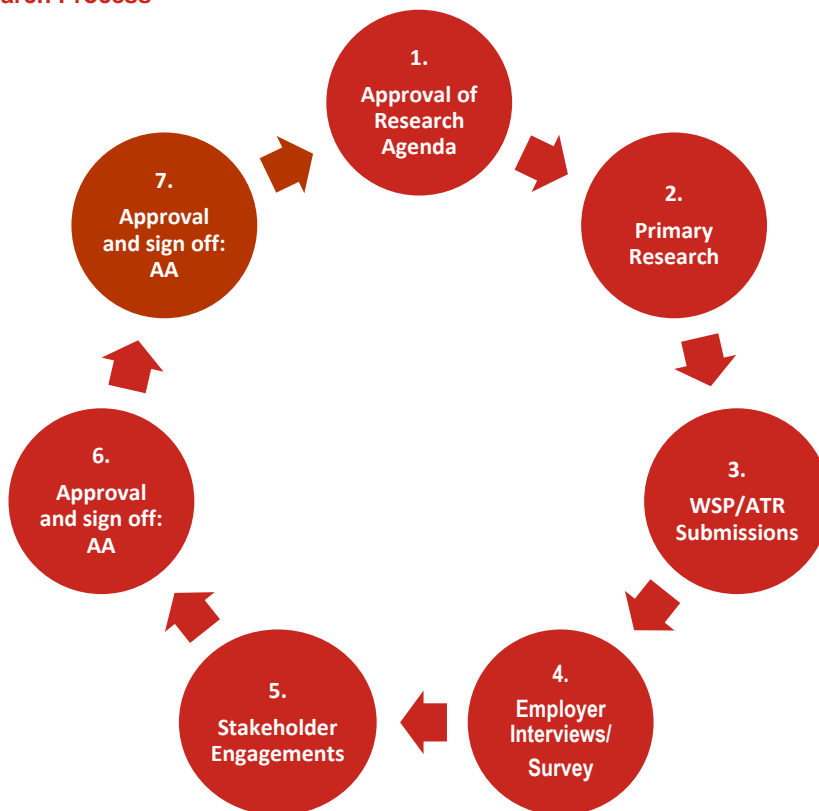 1.
Approval of
Research
Agenda
2.
Primary
Research
3.
WSP/ATR
Submissions
4.
Employer
Interviews/
Survey
5.
Stakeholder
Engagements
6.
Approval
and sign off:
AA
7.
Approval
and sign off:
AA